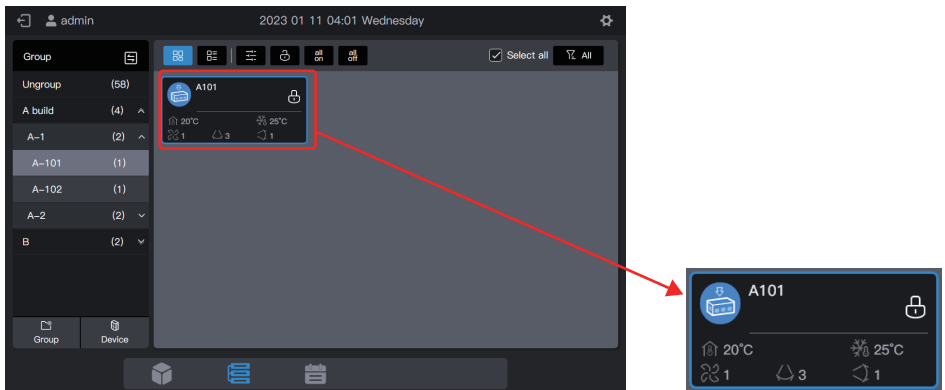 admin 2023 01 11 04:01 Wednesday
Group
all on all off Select all All
Ungroup (58)
A build (4)
A-1 (2)
A-101 (1)
A-102 (1)
A-2 (2)
B (2)
Group Device
A101
20°C 25°C
1 3 1
A101
20°C 25°C
1 3 1